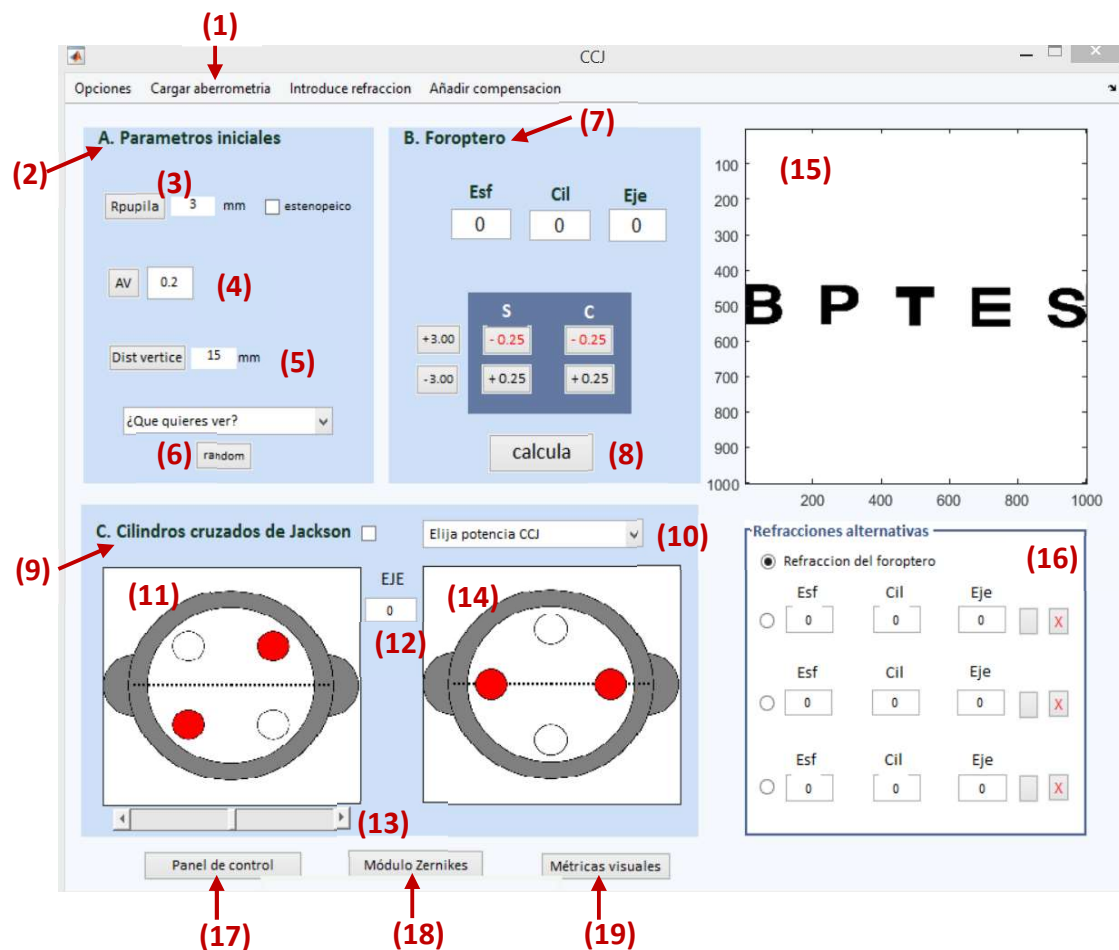 (1)
CCJ
Opciones Cargar aberrometria Introduce refraccion Añadir compensacion
(2)
A. Parametros iniciales
(3)
Rpupila 3 mm estenopeico
AV 0.2 (4)
Dist vertice 15 mm (5)
¿Que quieres ver?
(6) random
(7)
B. Foroptero
Esf Cil Eje
0 0 0
S C
+3.00 - 0.25 - 0.25
-3.00 + 0.25 + 0.25
calcula (8)
(15)
100
200
300
400
500
600
700
800
900
1000
B P T E S
200 400 600 800 1000
(9)
C. Cilindros cruzados de Jackson
Elija potencia CCJ (10)
(11)
EJE
0
(12)
(14)
(13)
Refracciones alternativas
(16)
Refraccion del foroptero
Esf Cil Eje
0 0 0 X
Esf Cil Eje
0 0 0 X
Esf Cil Eje
0 0 0 X
Panel de control Módulo Zernikes Métricas visuales
(17) (18) (19)